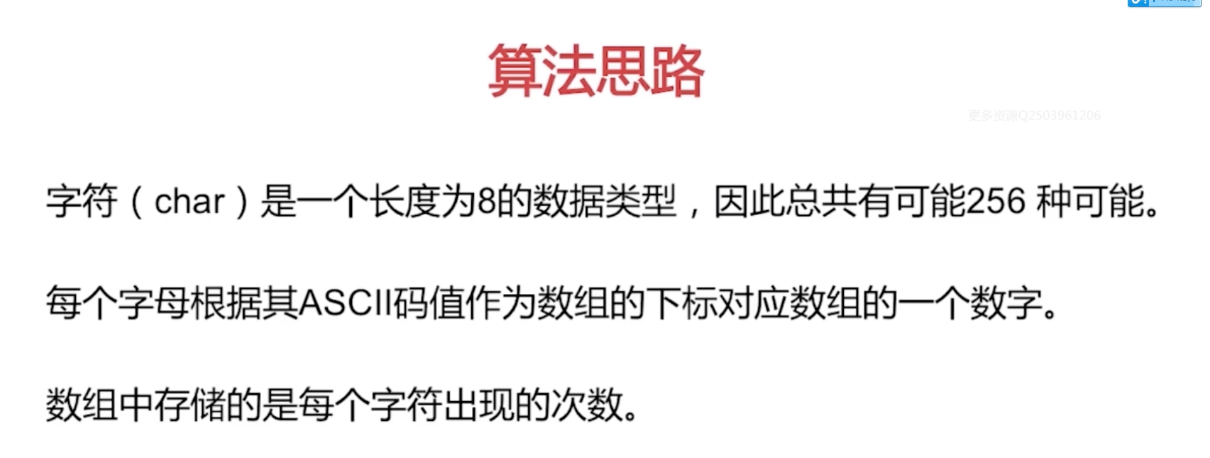 算法思路
更多资源Q2503961206
字符（char）是一个长度为8的数据类型，因此总共有可能256 种可能。
每个字母根据其ASCII码值作为数组的下标对应数组的一个数字。
数组中存储的是每个字符出现的次数。